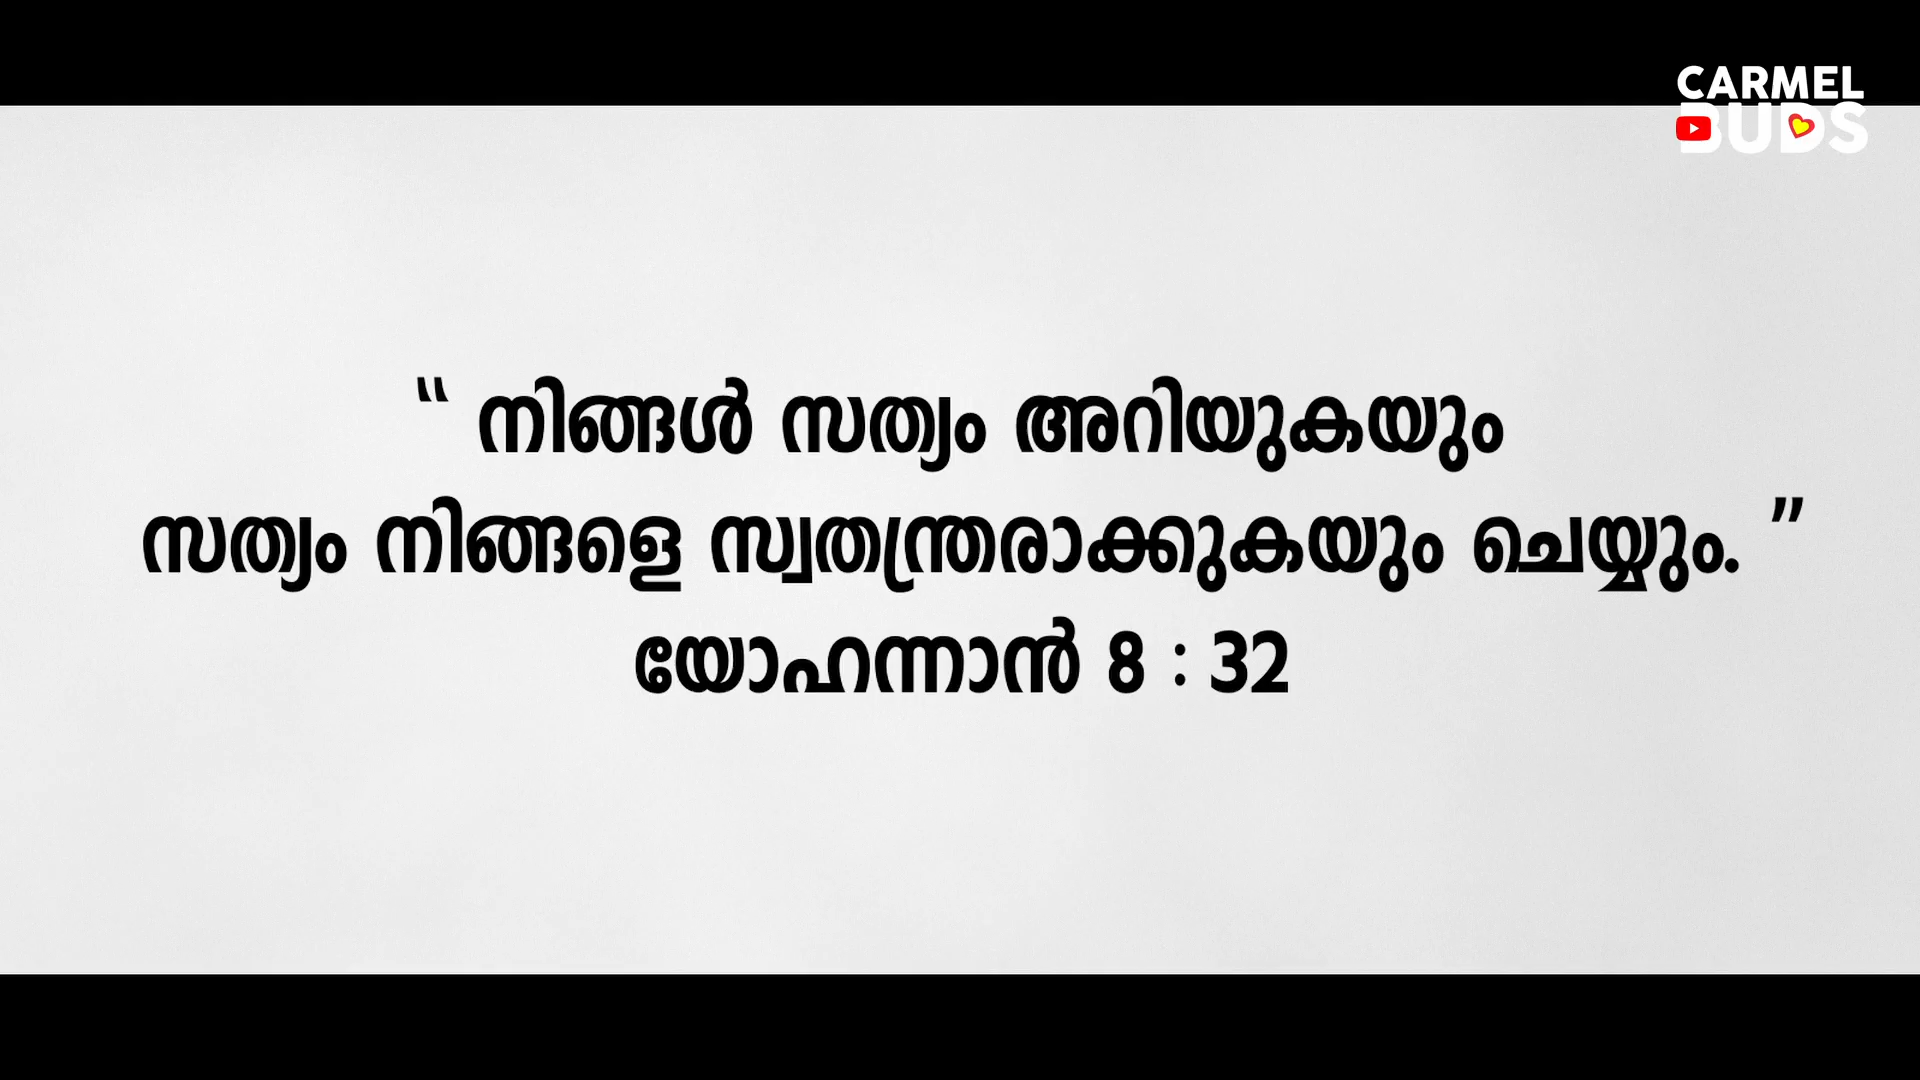 CARMEL
BUDS
“ നിങ്ങൾ സത്യം അറിയുകയും
സത്യം നിങ്ങളെ സ്വതന്ത്രരാക്കുകയും ചെയ്യും. ”
യോഹന്നാൻ 8 : 32